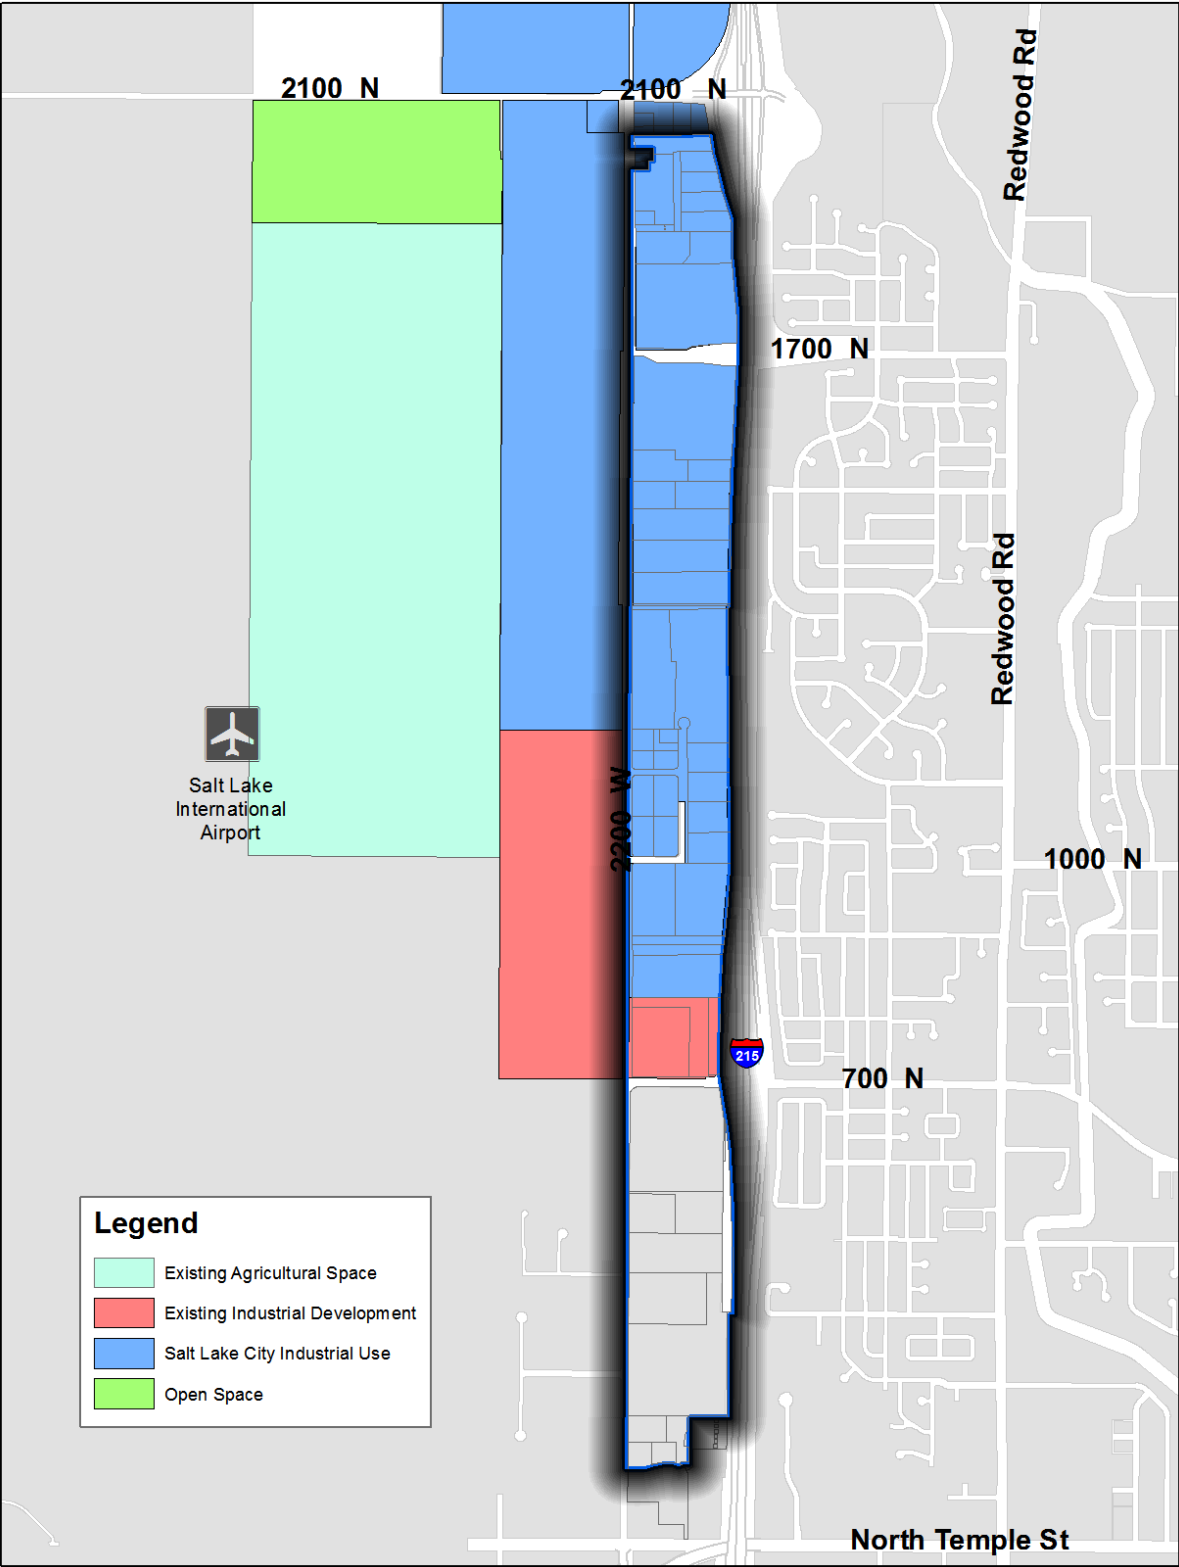 2100 N
2100 N
Redwood Rd
1700 N
Redwood Rd
Salt Lake
International
Airport
2200 W
1000 N
215
700 N
Legend
Existing Agricultural Space
Existing Industrial Development
Salt Lake City Industrial Use
Open Space
North Temple St